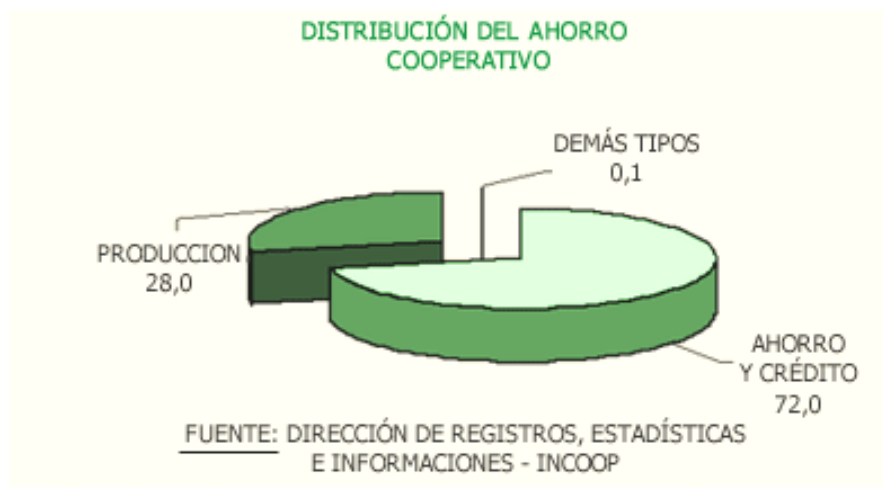 DISTRIBUCIÓN DEL AHORRO
COOPERATIVO
DEMÁS TIPOS
0,1
PRODUCCION
28,0
AHORRO
Y CRÉDITO
72,0
FUENTE: DIRECCIÓN DE REGISTROS, ESTADÍSTICAS
E INFORMACIONES - INCOOP